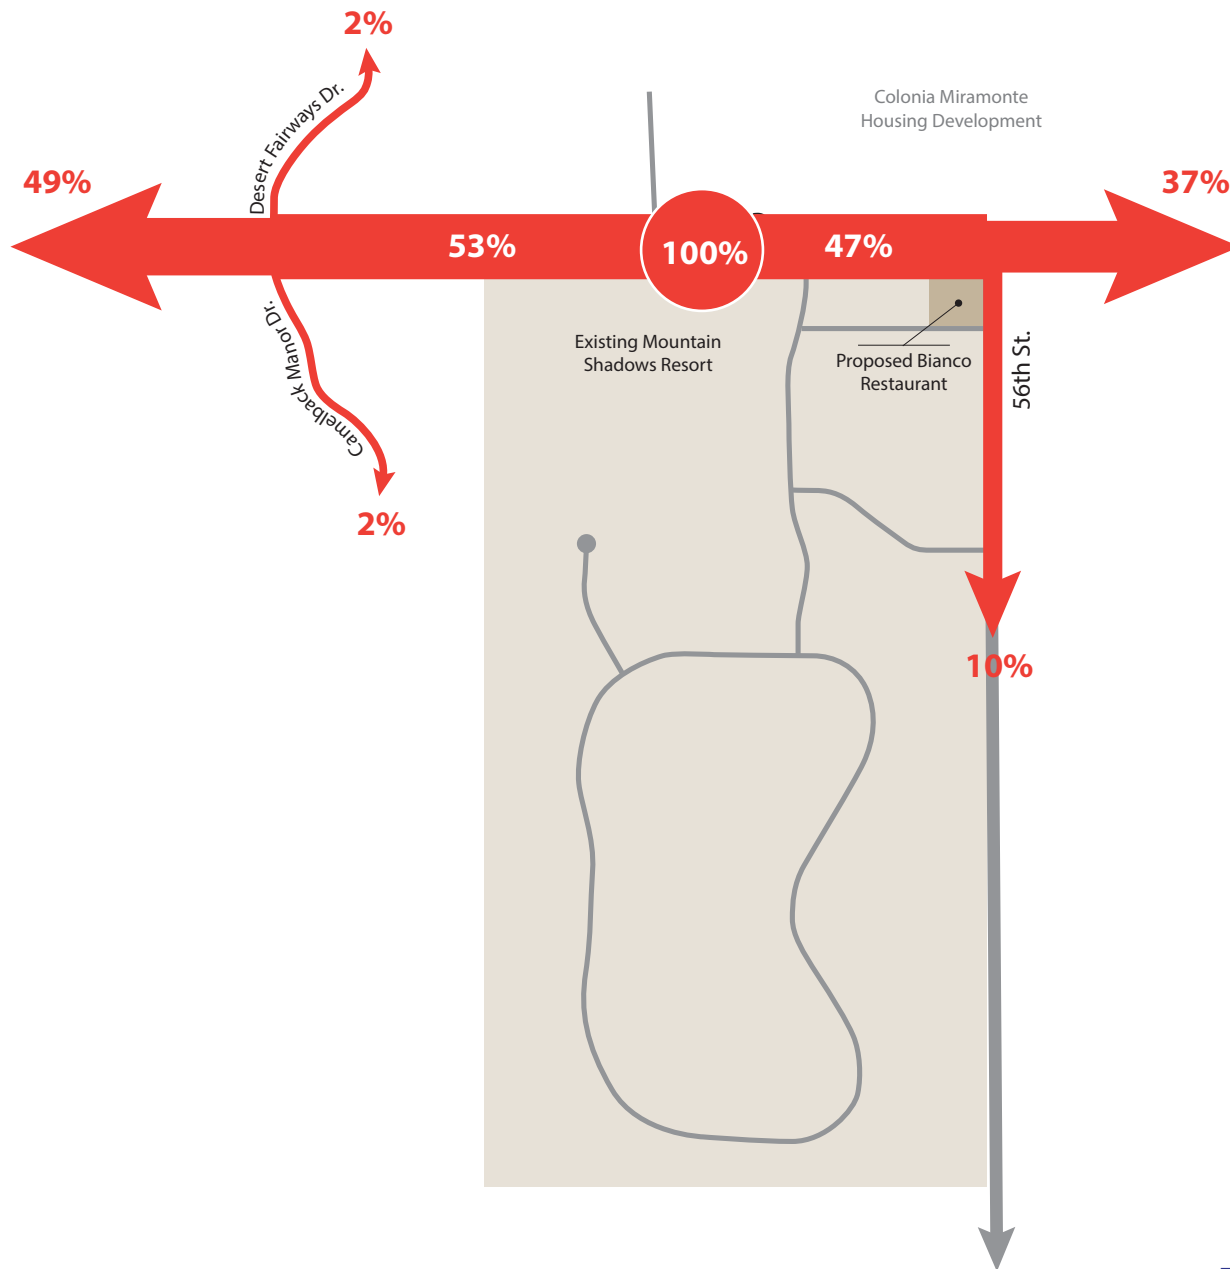 2%
Desert Fairways Dr.
Colonia Miramonte
Housing Development
49%
37%
53%
100%
47%
Camelback Manor Dr.
Existing Mountain
Shadows Resort
Proposed Bianco
Restaurant
56th St.
2%
10%